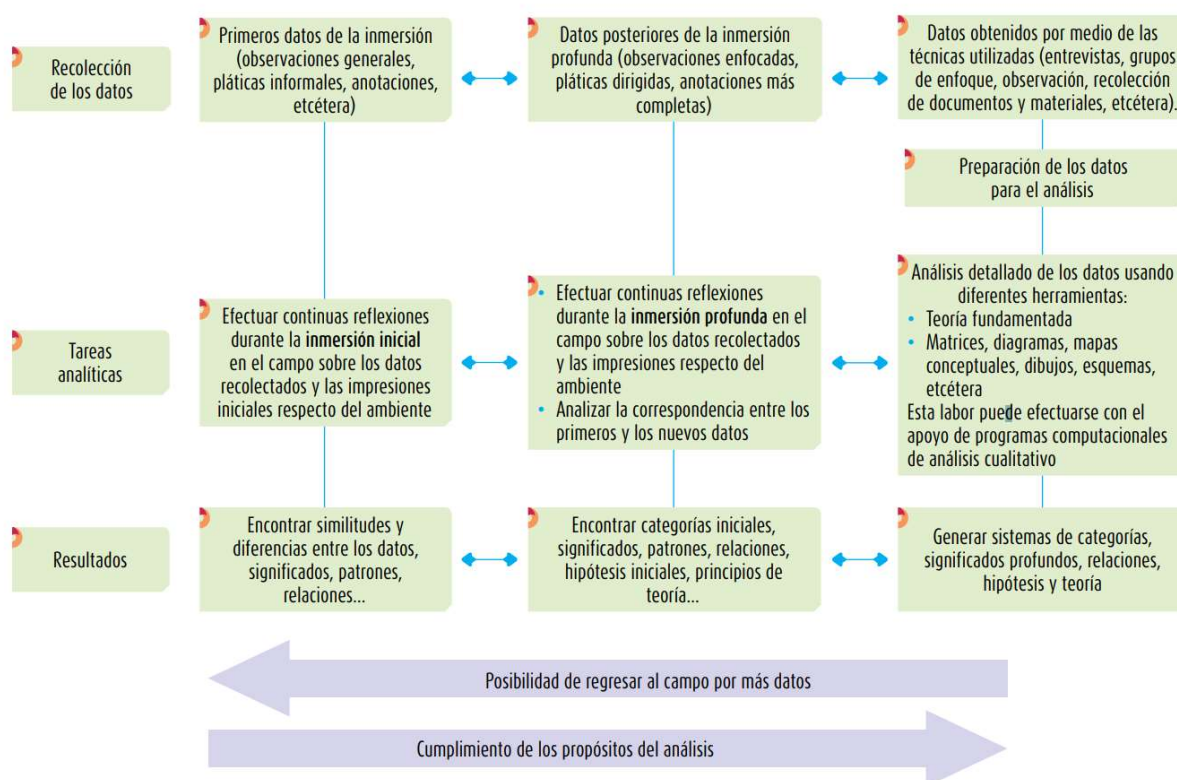 Recolección
de los datos
Primeros datos de la inmersión
(observaciones generales,
pláticas informales, anotaciones,
etcétera)
Datos posteriores de la inmersión
profunda (observaciones enfocadas,
pláticas dirigidas, anotaciones más
completas)
Datos obtenidos por medio de las
técnicas utilizadas (entrevistas, grupos
de enfoque, observación, recolección
de documentos y materiales, etcétera).
Preparación de los datos
para el análisis
Tareas
analíticas
Efectuar continuas reflexiones
durante la inmersión inicial
en el campo sobre los datos
recolectados y las impresiones
iniciales respecto del ambiente
• Efectuar continuas reflexiones
durante la inmersión profunda en el
campo sobre los datos recolectados
y las impresiones respecto del
ambiente
• Analizar la correspondencia entre los
primeros y los nuevos datos
Análisis detallado de los datos usando
diferentes herramientas:
• Teoría fundamentada
• Matrices, diagramas, mapas
conceptuales, dibujos, esquemas,
etcétera
Esta labor puede efectuarse con el
apoyo de programas computacionales
de análisis cualitativo
Resultados
Encontrar similitudes y
diferencias entre los datos,
significados, patrones,
relaciones...
Encontrar categorías iniciales,
significados, patrones, relaciones,
hipótesis iniciales, principios de
teoría...
Generar sistemas de categorías,
significados profundos, relaciones,
hipótesis y teoría
Posibilidad de regresar al campo por más datos
Cumplimiento de los propósitos del análisis